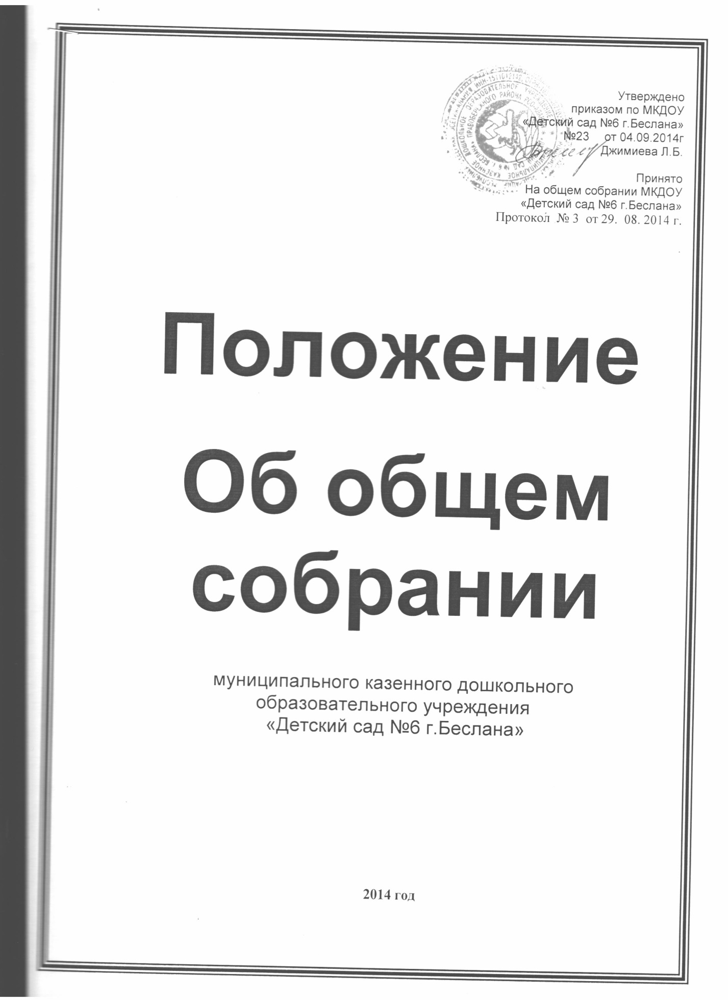 Утверждено
приказом по МКДОУ
«Детский сад №6 г.Беслана»
№23 от 04.09.2014г
Джимиева Л.Б.
Принято
На общем собрании МКДОУ
«Детский сад №6 г.Беслана»
Протокол № 3 от 29. 08. 2014 г.
Положение
Об общем
собрании
муниципального казенного дошкольного
образовательного учреждения
«Детский сад №6 г.Беслана»
2014 год